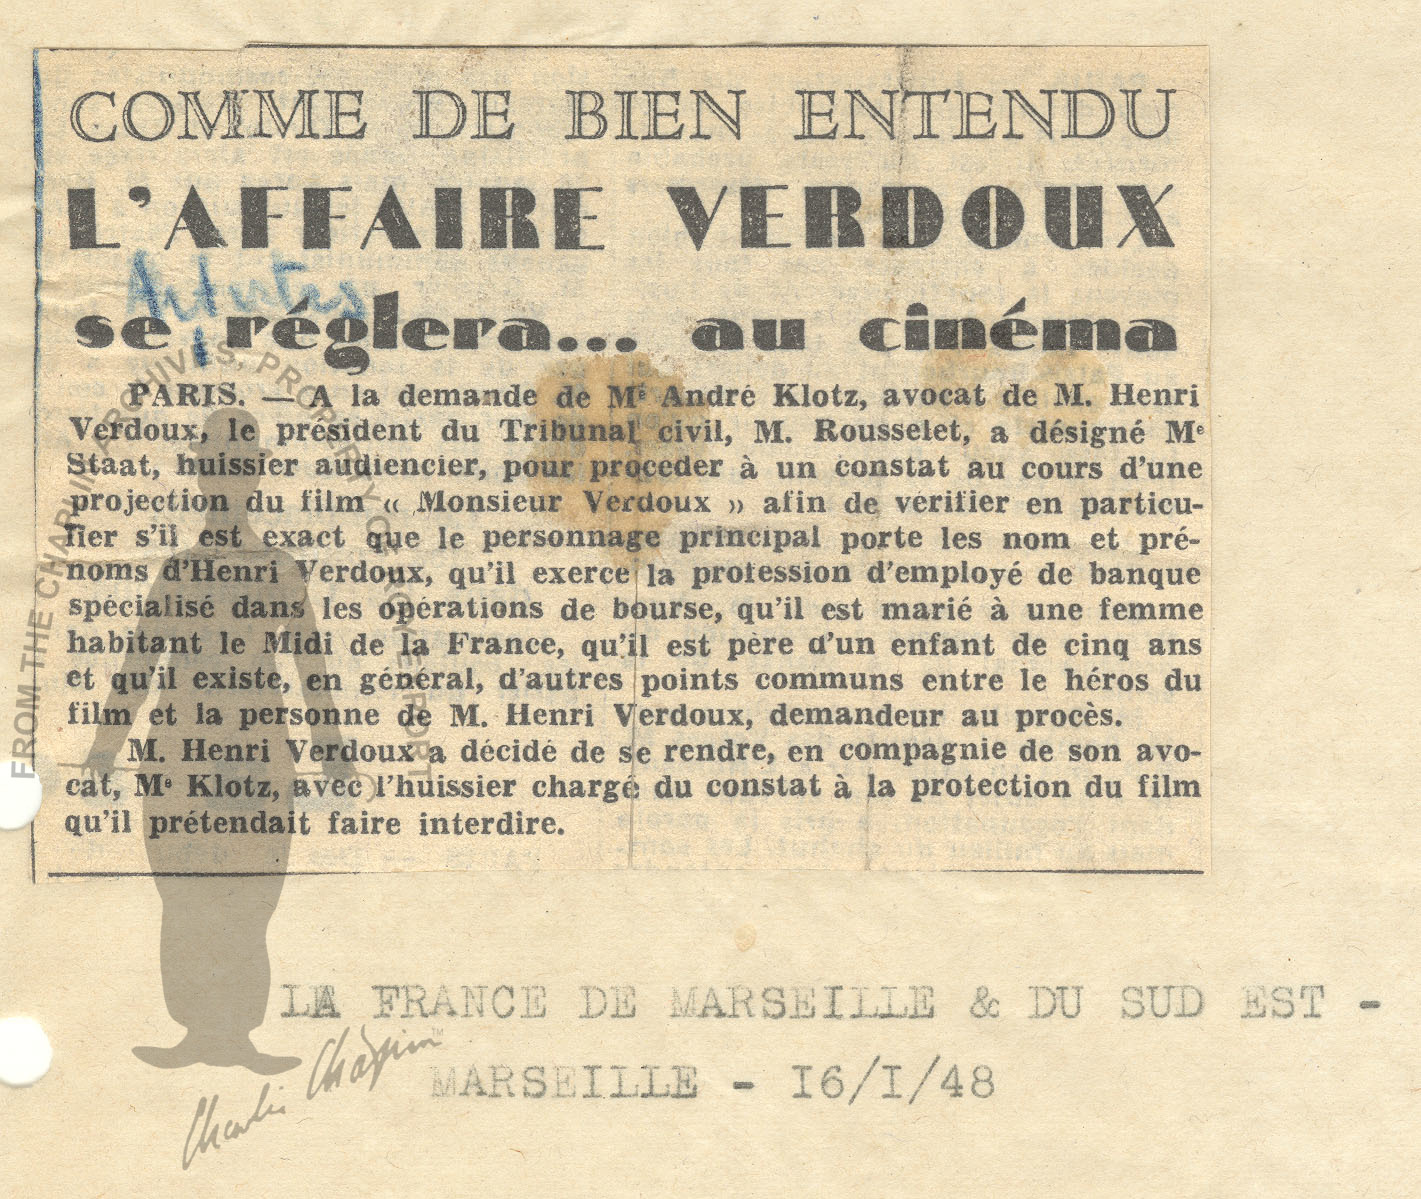 COMME DE BIEN ENTENDU
L'AFFAIRE VERDOUX
Artistes
se réglera... au cinéma
PARIS. — A la demande de Mᵉ André Klotz, avocat de M. Henri
Verdoux, le président du Tribunal civil, M. Rousselet, a désigné Mᵉ
Staat, huissier audiencier, pour proceder à un constat au cours d'une
projection du film « Monsieur Verdoux » afin de vérifier en particu-
lier s'il est exact que le personnage principal porte les nom et pré-
noms d'Henri Verdoux, qu'il exerce la profession d'employé de banque
spécialisé dans les opérations de bourse, qu'il est marié à une femme
habitant le Midi de la France, qu'il est père d'un enfant de cinq ans
et qu'il existe, en général, d'autres points communs entre le héros du
film et la personne de M. Henri Verdoux, demandeur au procès.
M. Henri Verdoux a décidé de se rendre, en compagnie de son avo-
cat, Mᵉ Klotz, avec l'huissier chargé du constat à la protection du film
qu'il prétendait faire interdire.
FROM THE CHAPLIN ARCHIVES, PROPERTY OF ROY EXPORT
LA FRANCE DE MARSEILLE & DU SUD EST -
MARSEILLE - I6/I/48
Charlie Chaplin